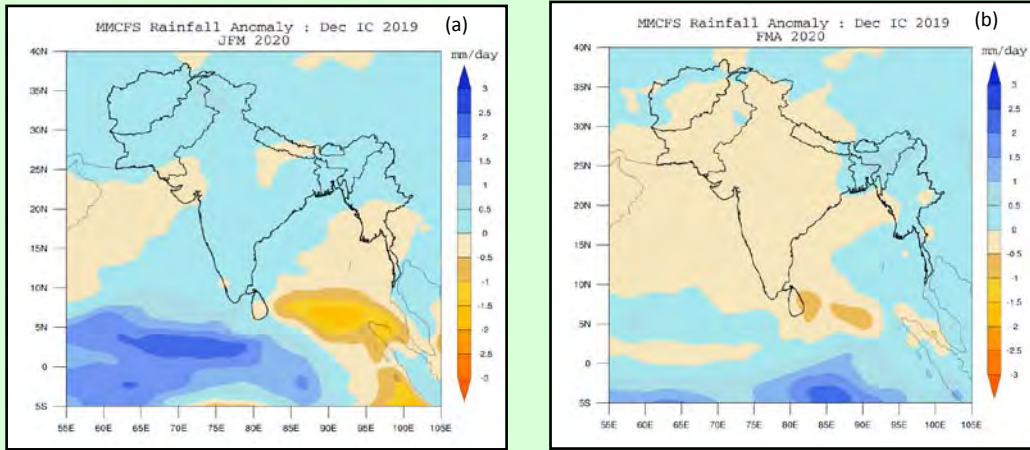 MMCFS Rainfall Anomaly : Dec IC 2019
(a)
JFM 2020
mm/day
40N
35N
30N
25N
20N
15N
10N
5N
0
5S
55E 60E 65E 70E 75E 80E 85E 90E 95E 100E 105E
3
2.5
2
1.5
1
0.5
0
-0.5
-1
-1.5
-2
-2.5
-3
MMCFS Rainfall Anomaly : Dec IC 2019
(b)
FMA 2020
mm/day
40N
35N
30N
25N
20N
15N
10N
5N
0
5S
55E 60E 65E 70E 75E 80E 85E 90E 95E 100E 105E
3
2.5
2
1.5
1
0.5
0
-0.5
-1
-1.5
-2
-2.5
-3